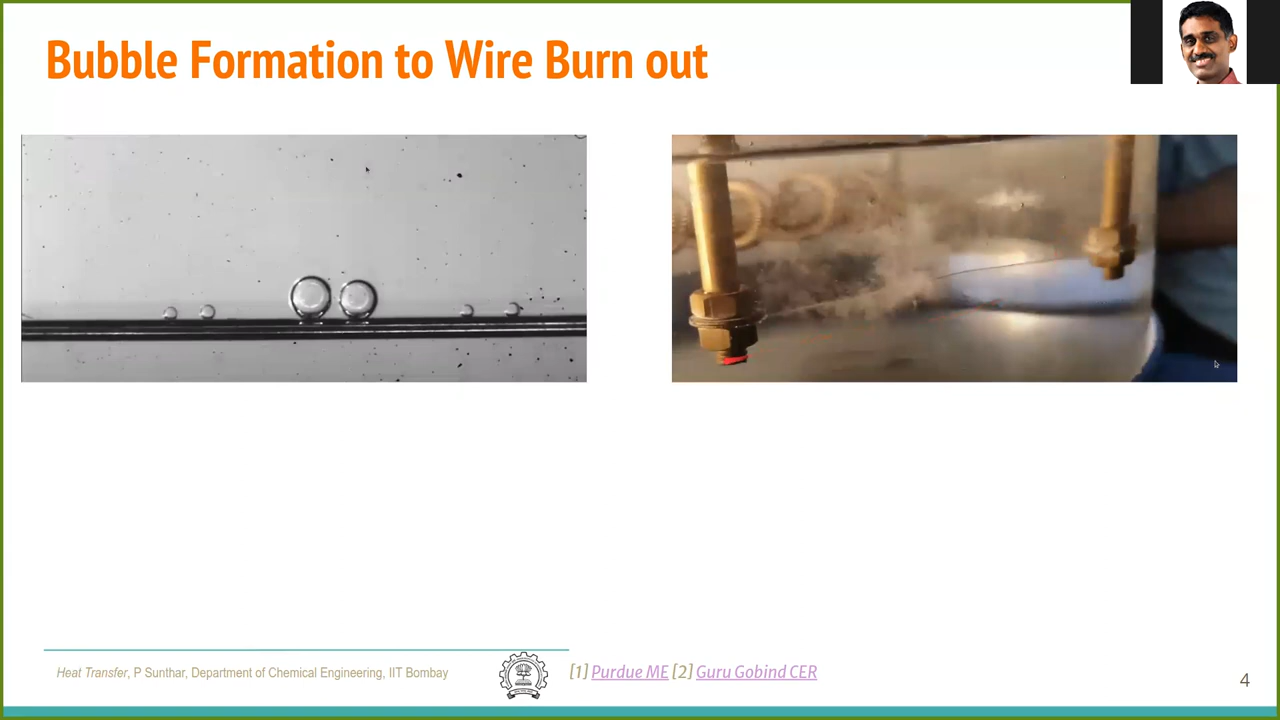 Bubble Formation to Wire Burn out
Heat Transfer, P Sunthar, Department of Chemical Engineering, IIT Bombay
[1] Purdue ME [2] Guru Gobind CER
4